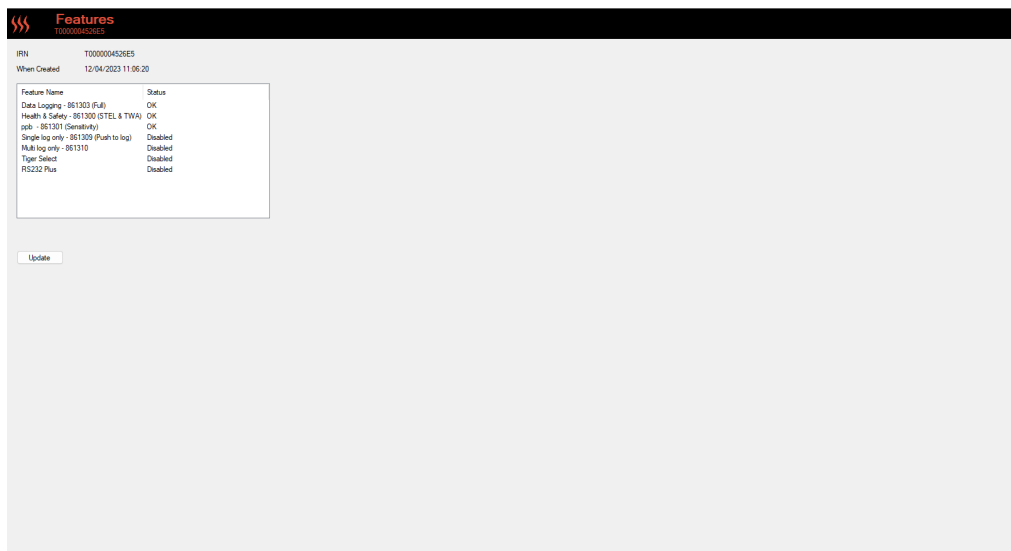 Features
T0000004526E5
IRN T0000004526E5
When Created 12/04/2023 11:06:20
Feature Name Status
Data Logging - 861303 (Full) OK
Health & Safety - 861300 (STEL & TWA) OK
ppb - 861301 (Sensitivity) OK
Single log only - 861309 (Push to log) Disabled
Multi log only - 861310 Disabled
Tiger Select Disabled
RS232 Plus Disabled
Update